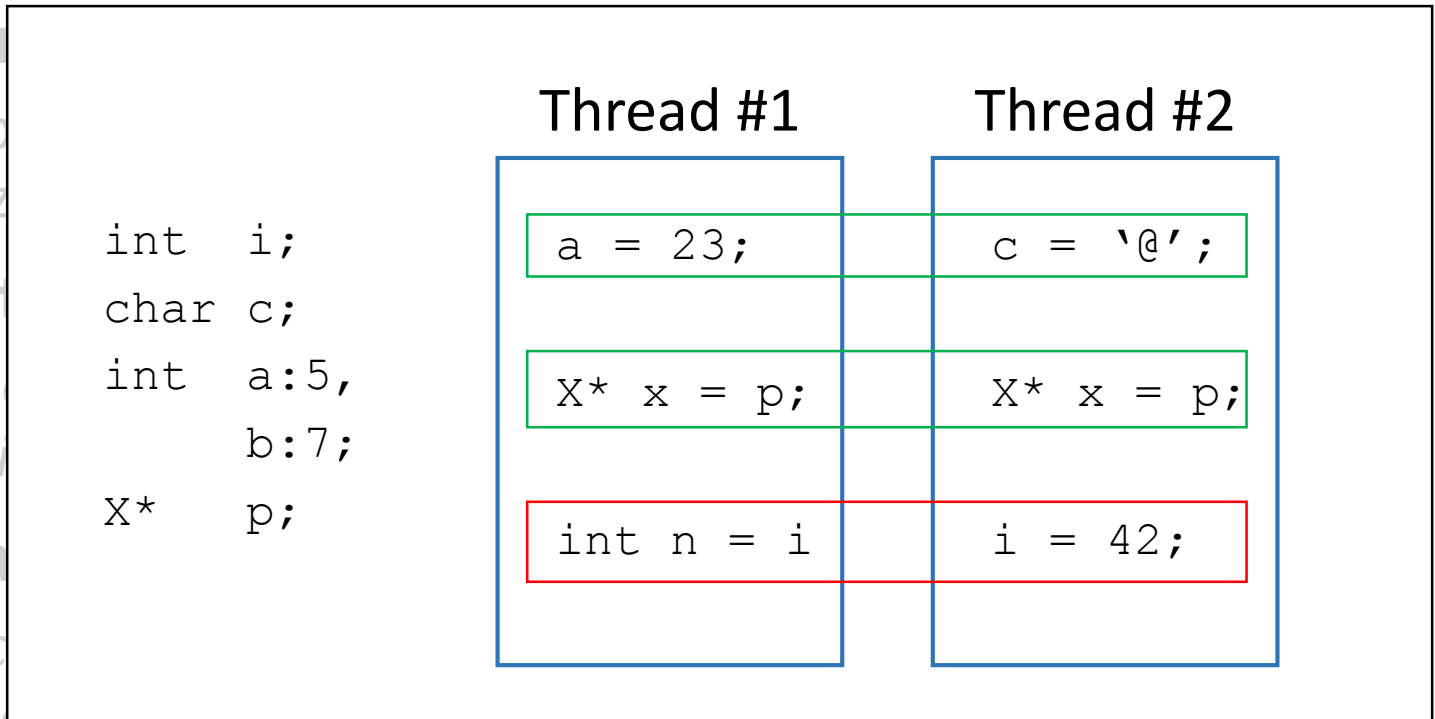 Thread #1 Thread #2
int i; a = 23; c = ‘@’;
char c;
int a:5, X* x = p; X* x = p;
b:7;
X* p; int n = i i = 42;